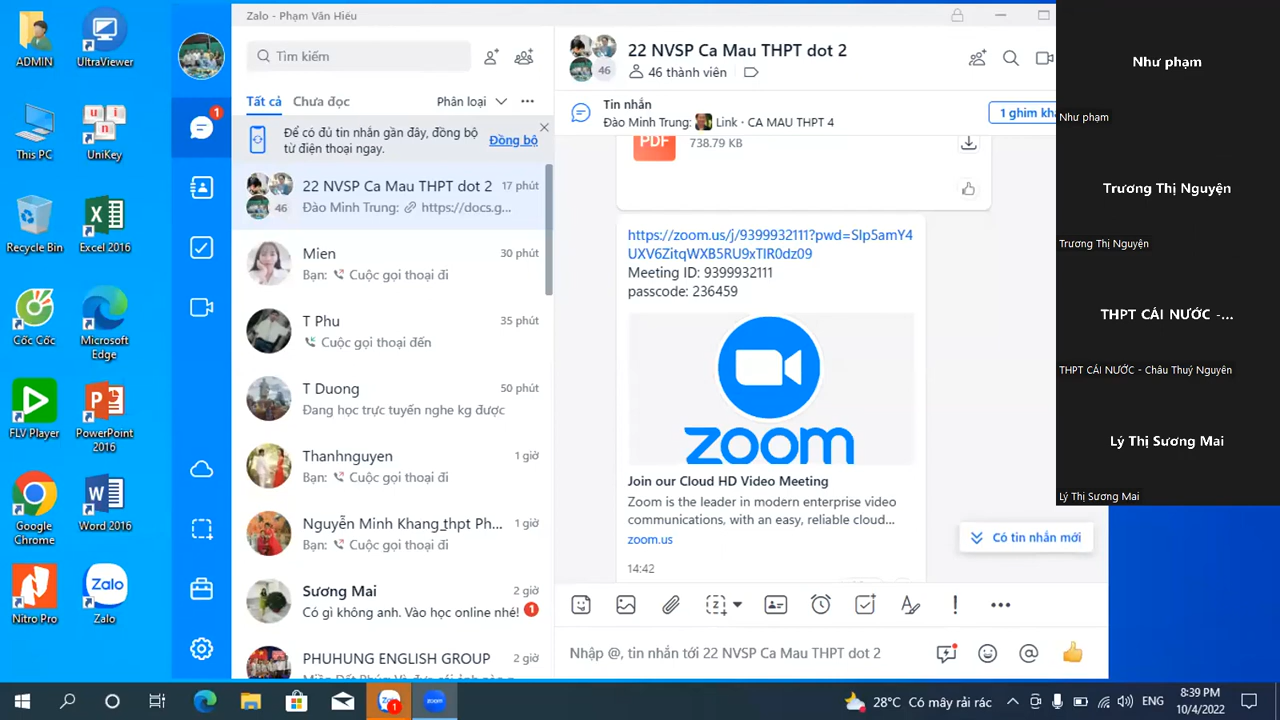 ADMIN
UltraViewer
This PC
UniKey
Recycle Bin
Excel 2016
Cốc Cốc
Microsoft
Edge
FLV Player
PowerPoint
2016
Google
Chrome
Word 2016
Nitro Pro
Zalo
Zalo - Phạm Văn Hiếu
Tìm kiếm
Tất cả
Chưa đọc
Phân loại
1
Để có đủ tin nhắn gần đây, đồng bộ
từ điện thoại ngay.
Đồng bộ
22 NVSP Ca Mau THPT dot 2
17 phút
46
Đào Minh Trung: https://docs.g...
Mien
30 phút
Bạn: Cuộc gọi thoại đi
T Phu
35 phút
Cuộc gọi thoại đến
T Duong
50 phút
Đang học trực tuyến nghe kg được
Thanhnguyen
1 giờ
Bạn: Cuộc gọi thoại đi
Nguyễn Minh Khang_thpt Ph...
1 giờ
Bạn: Cuộc gọi thoại đi
Sương Mai
2 giờ
Có gì không anh. Vào học online nhé!
1
PHUHUNG ENGLISH GROUP
2 giờ
22 NVSP Ca Mau THPT dot 2
46
46 thành viên
Tin nhắn
Đào Minh Trung: Link - CA MAU THPT 4
1 ghim kh
PDF
738.79 KB
https://zoom.us/j/9399932111?pwd=Slp5amY4
UXV6ZitqWXB5RU9xTlR0dz09
Meeting ID: 9399932111
passcode: 236459
zoom
Join our Cloud HD Video Meeting
Zoom is the leader in modern enterprise video
communications, with an easy, reliable cloud...
zoom.us
14:42
Có tin nhắn mới
Nhập @, tin nhắn tới 22 NVSP Ca Mau THPT dot 2
Như phạm
Như phạm
Trương Thị Nguyện
Trương Thị Nguyện
THPT CÁI NƯỚC -...
THPT CÁI NƯỚC - Châu Thuý Nguyên
Lý Thị Sương Mai
Lý Thị Sương Mai
1
zoom
28°C Có mây rải rác
ENG
8:39 PM
10/4/2022